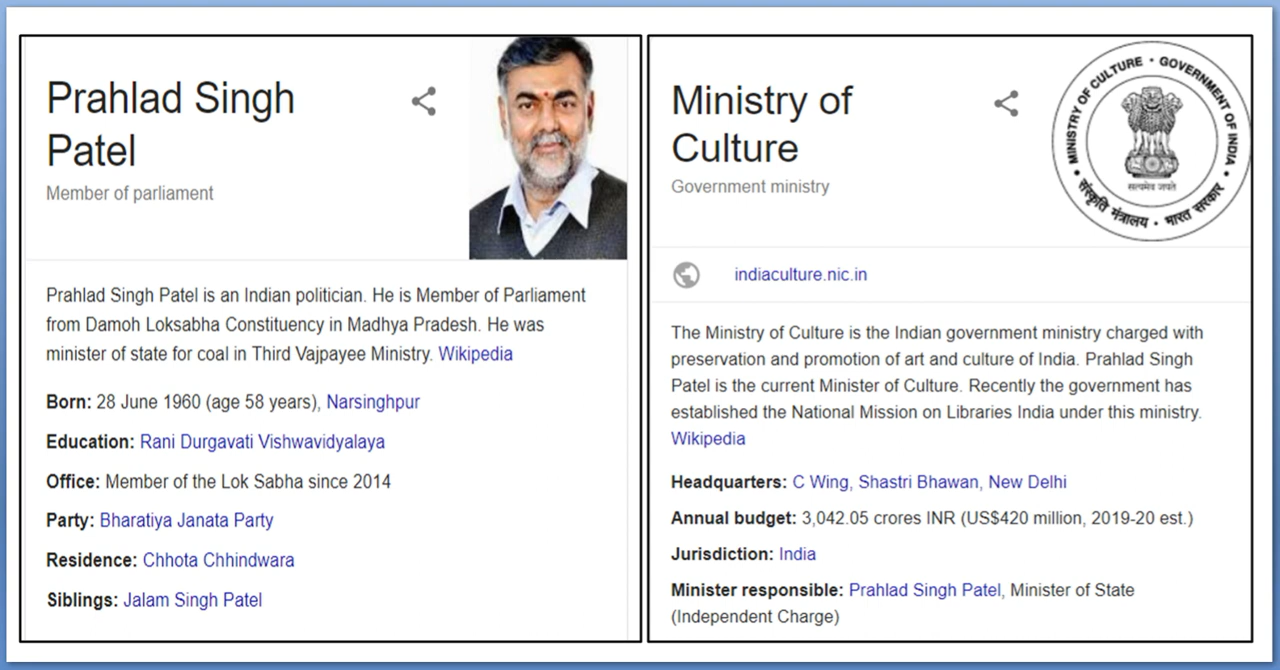 Prahlad Singh
Patel
Member of parliament
Prahlad Singh Patel is an Indian politician. He is Member of Parliament
from Damoh Loksabha Constituency in Madhya Pradesh. He was
minister of state for coal in Third Vajpayee Ministry. Wikipedia
Born: 28 June 1960 (age 58 years), Narsinghpur
Education: Rani Durgavati Vishwavidyalaya
Office: Member of the Lok Sabha since 2014
Party: Bharatiya Janata Party
Residence: Chhota Chhindwara
Siblings: Jalam Singh Patel
Ministry of
Culture
Government ministry
MINISTRY OF CULTURE • GOVERNMENT OF INDIA
सत्यमेव जयते
संस्कृति मंत्रालय • भारत सरकार
indiaculture.nic.in
The Ministry of Culture is the Indian government ministry charged with
preservation and promotion of art and culture of India. Prahlad Singh
Patel is the current Minister of Culture. Recently the government has
established the National Mission on Libraries India under this ministry.
Wikipedia
Headquarters: C Wing, Shastri Bhawan, New Delhi
Annual budget: 3,042.05 crores INR (US$420 million, 2019-20 est.)
Jurisdiction: India
Minister responsible: Prahlad Singh Patel, Minister of State
(Independent Charge)